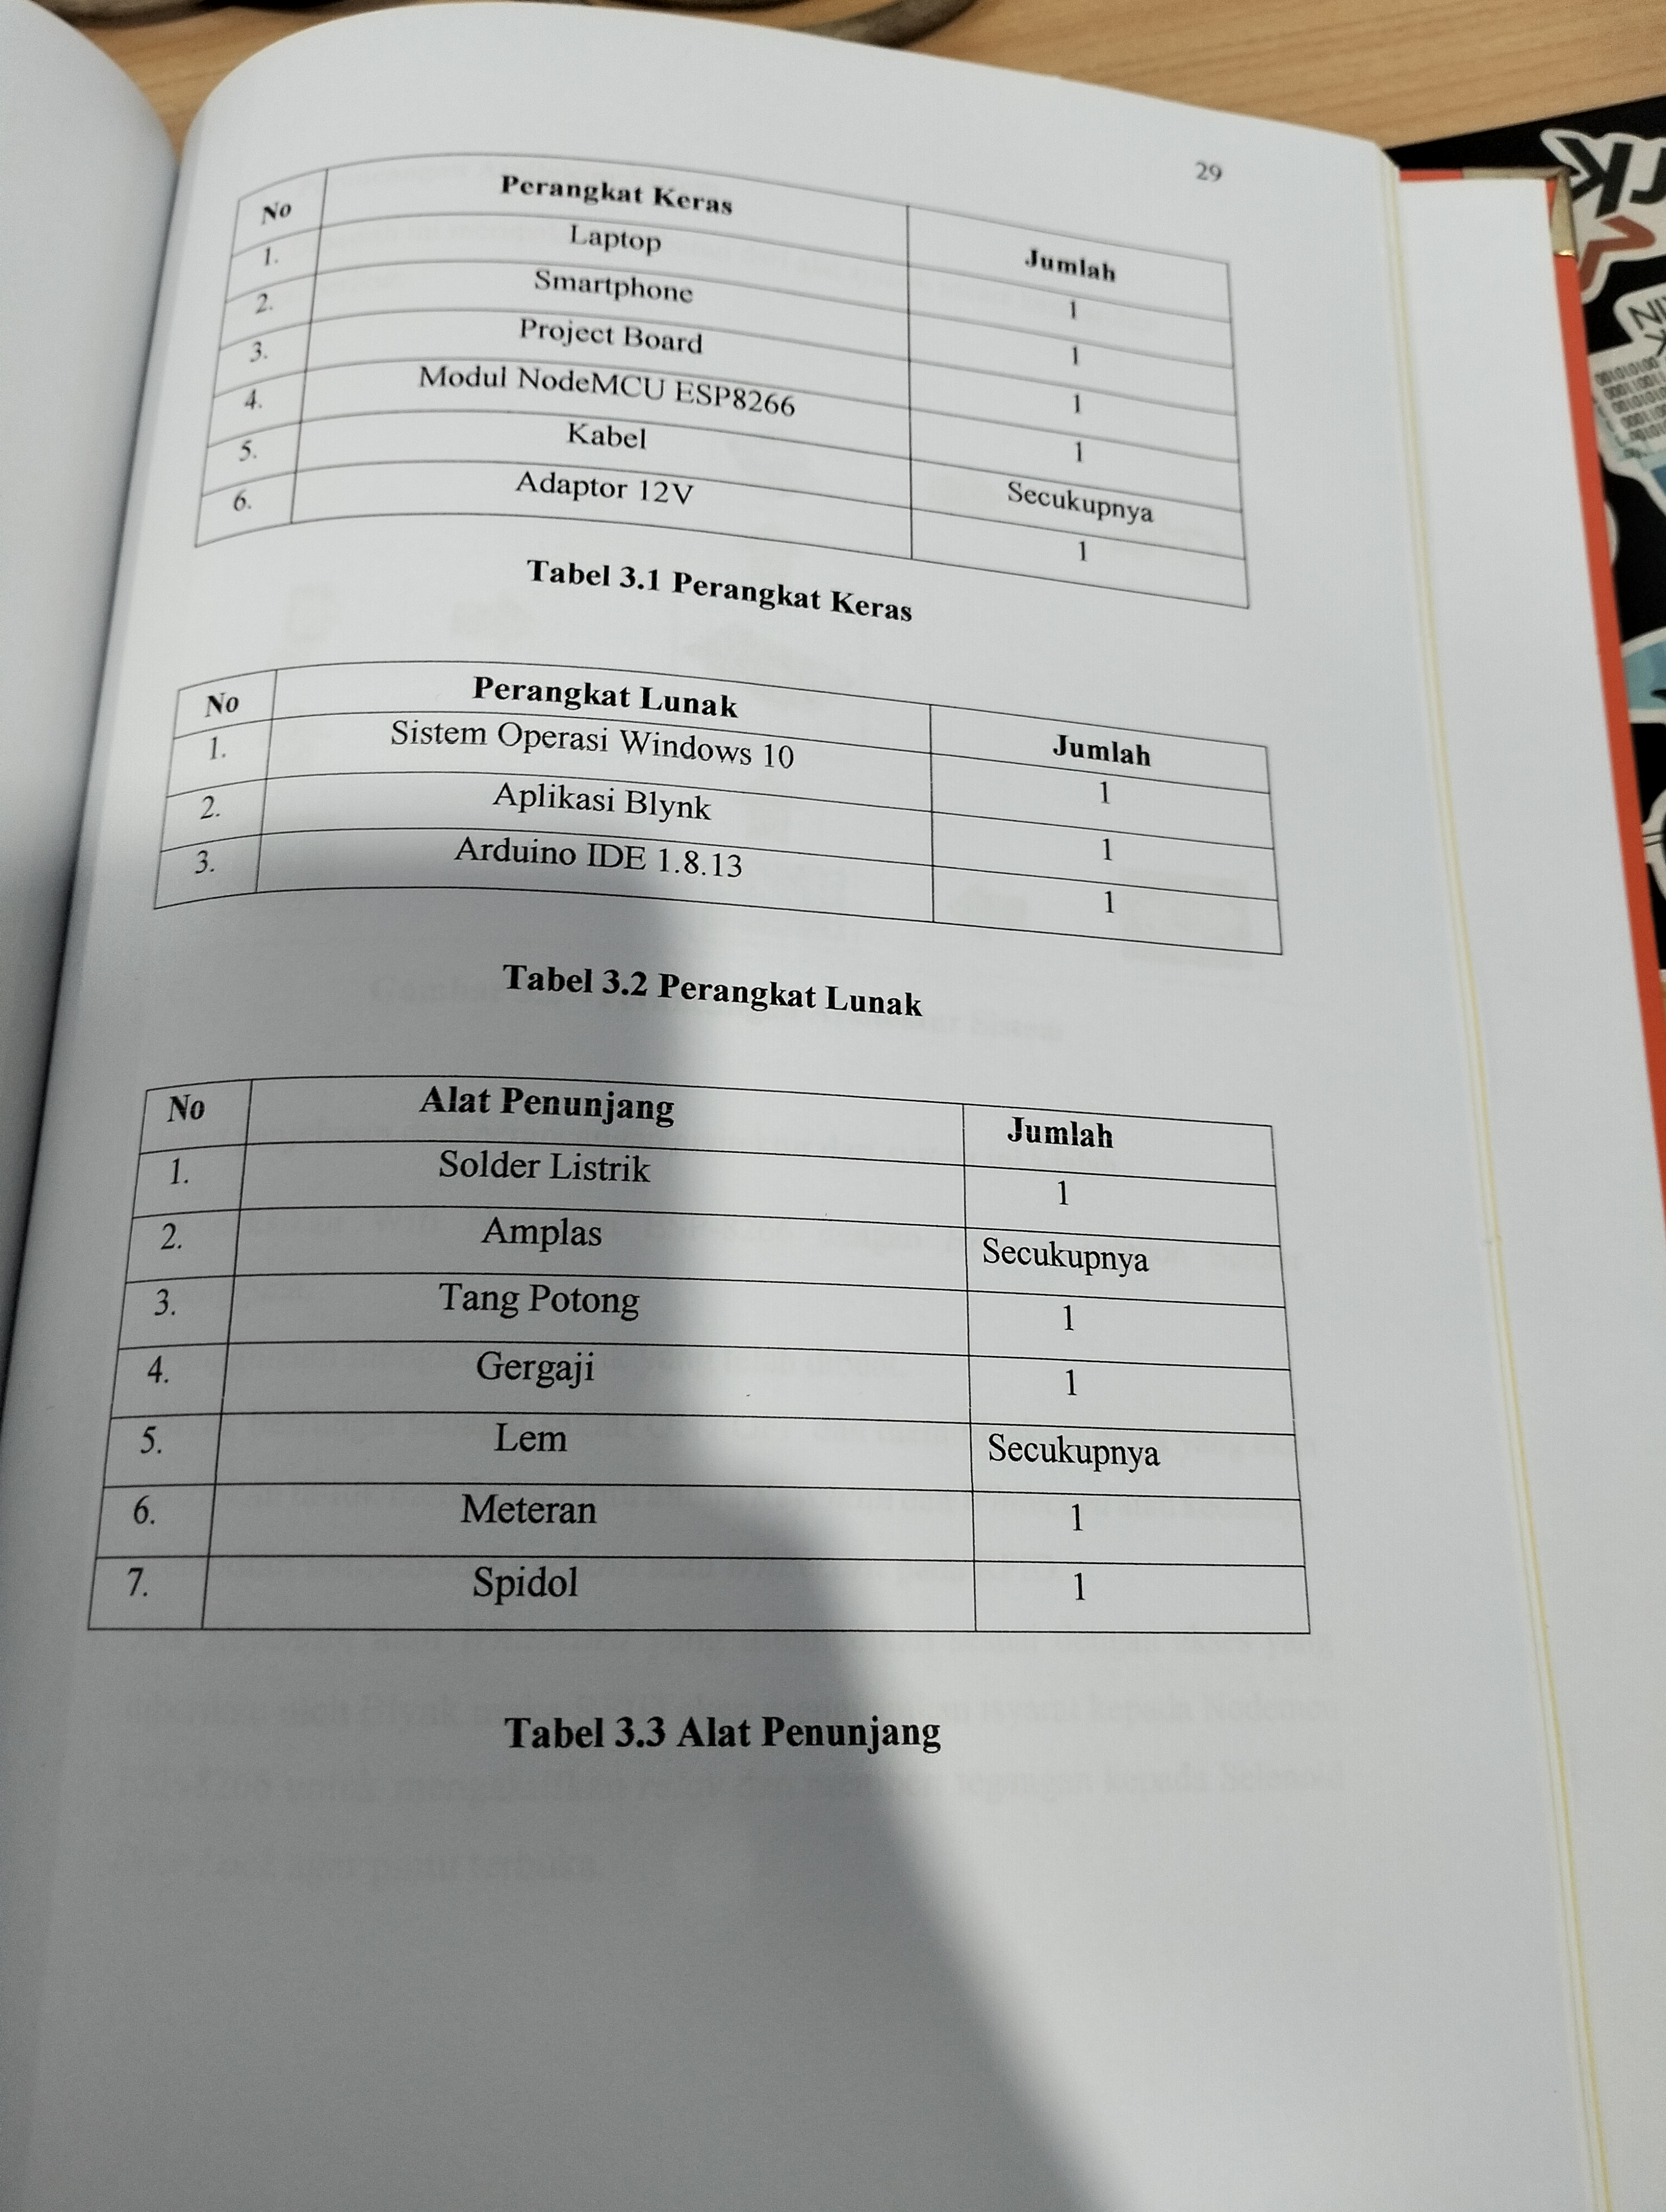 29
No Perangkat Keras Jumlah
1. Laptop 1
2. Smartphone 1
3. Project Board 1
4. Modul NodeMCU ESP8266 1
5. Kabel Secukupnya
6. Adaptor 12V 1
Tabel 3.1 Perangkat Keras
No Perangkat Lunak Jumlah
1. Sistem Operasi Windows 10 1
2. Aplikasi Blynk 1
3. Arduino IDE 1.8.13 1
Tabel 3.2 Perangkat Lunak
No Alat Penunjang Jumlah
1. Solder Listrik 1
2. Amplas Secukupnya
3. Tang Potong 1
4. Gergaji 1
5. Lem Secukupnya
6. Meteran 1
7. Spidol 1
Tabel 3.3 Alat Penunjang